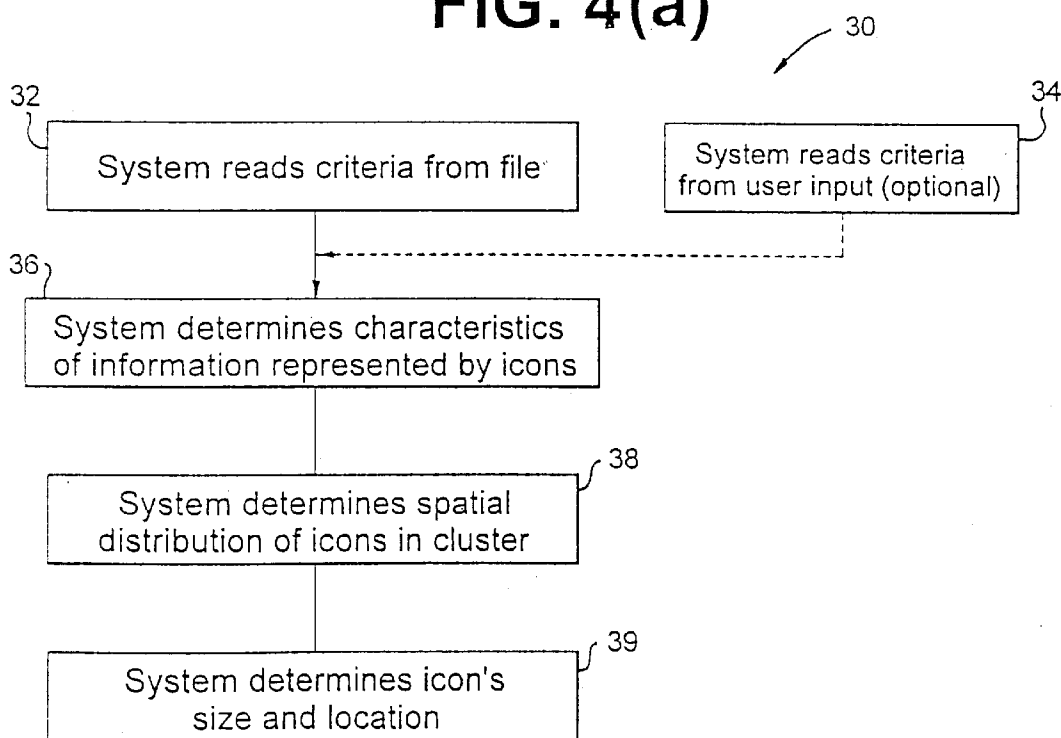 FIG. 4(a)
30
32
System reads criteria from file
34
System reads criteria
from user input (optional)
36
System determines characteristics
of information represented by icons
38
System determines spatial
distribution of icons in cluster
39
System determines icon's
size and location